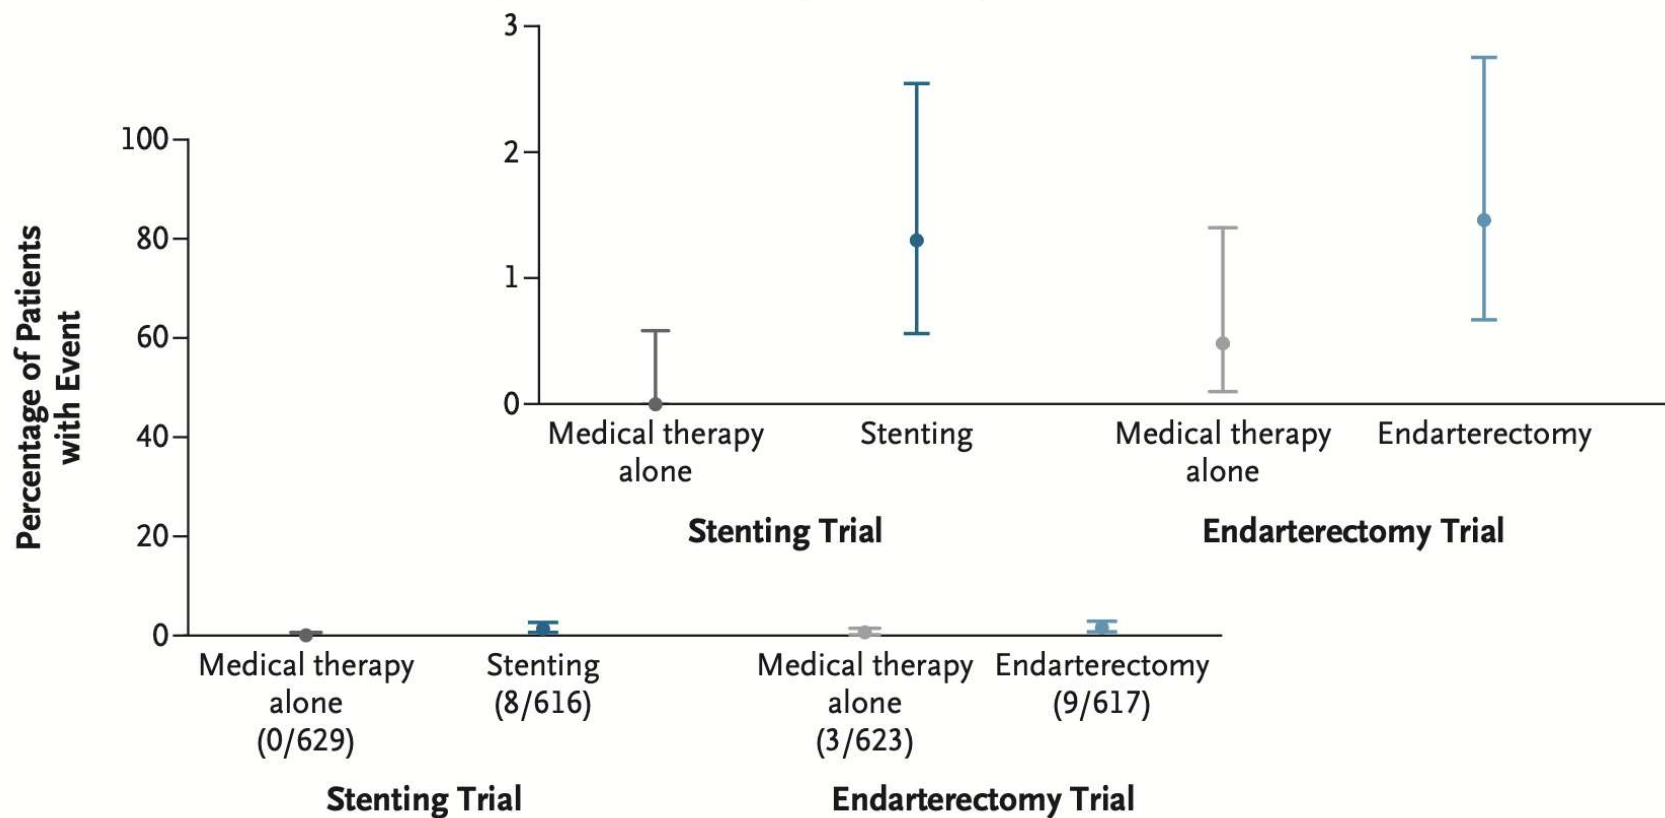 Percentage of Patients
with Event
3
2
1
0
Medical therapy
alone
Stenting
Medical therapy
alone
Endarterectomy
Stenting Trial
Endarterectomy Trial
100
80
60
40
20
0
Medical therapy
alone
(0/629)
Stenting
(8/616)
Medical therapy
alone
(3/623)
Endarterectomy
(9/617)
Stenting Trial
Endarterectomy Trial